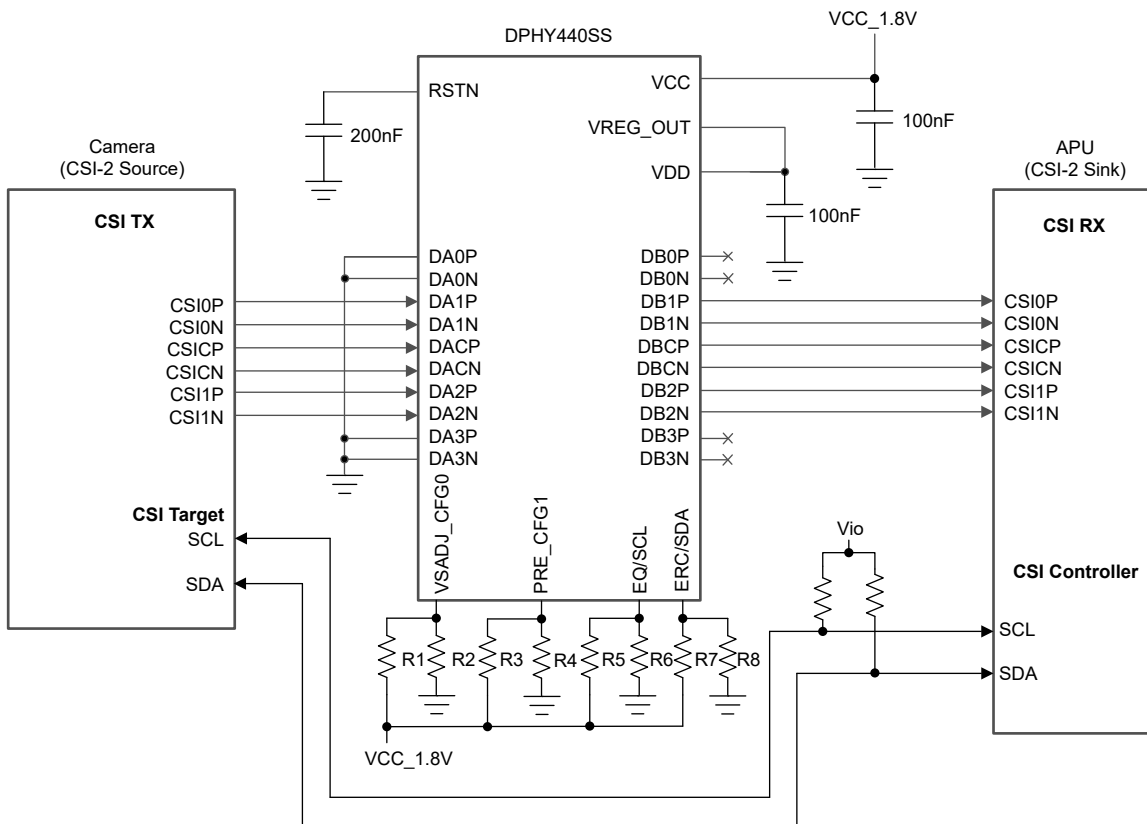 VCC_1.8V
DPHY440SS
RSTN
VCC
200nF
100nF
VREG_OUT
VDD
100nF
Camera
(CSI-2 Source)
CSI TX
APU
(CSI-2 Sink)
CSI RX
DA0P
DA0N
DA1P
DA1N
DACP
DACN
DA2P
DA2N
DA3P
DA3N
DB0P
DB0N
DB1P
DB1N
DBCP
DBCN
DB2P
DB2N
DB3P
DB3N
CSI0P
CSI0N
CSICP
CSICN
CSI1P
CSI1N
CSI0P
CSI0N
CSICP
CSICN
CSI1P
CSI1N
CSI Target
SCL
SDA
VSADJ_CFG0
PRE_CFG1
EQ/SCL
ERC/SDA
Vio
CSI Controller
SCL
SDA
R1
R2
R3
R4
R5
R6
R7
R8
VCC_1.8V